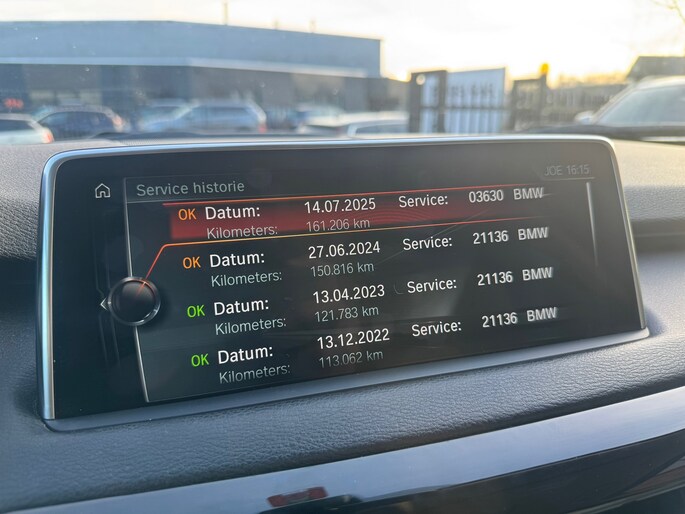 JOE 16:15
Service historie
OK Datum: 14.07.2025 Service: 03630 BMW
Kilometers: 161.206 km
OK Datum: 27.06.2024 Service: 21136 BMW
Kilometers: 150.816 km
OK Datum: 13.04.2023 Service: 21136 BMW
Kilometers: 121.783 km
OK Datum: 13.12.2022 Service: 21136 BMW
Kilometers: 113.062 km